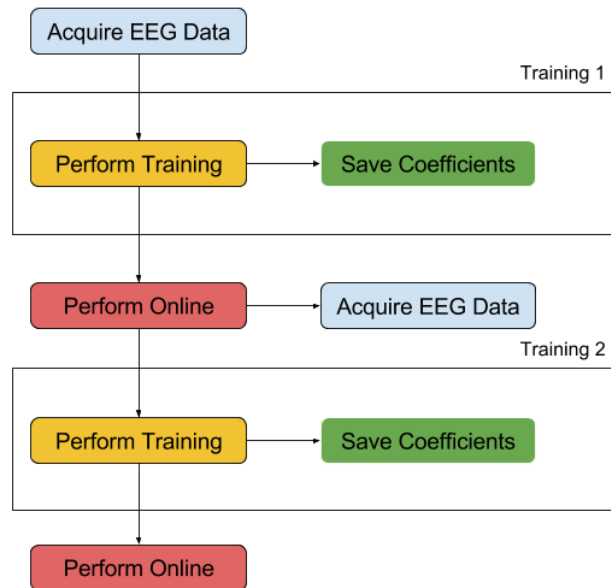 Acquire EEG Data
Training 1
Perform Training
Save Coefficients
Perform Online
Acquire EEG Data
Training 2
Perform Training
Save Coefficients
Perform Online